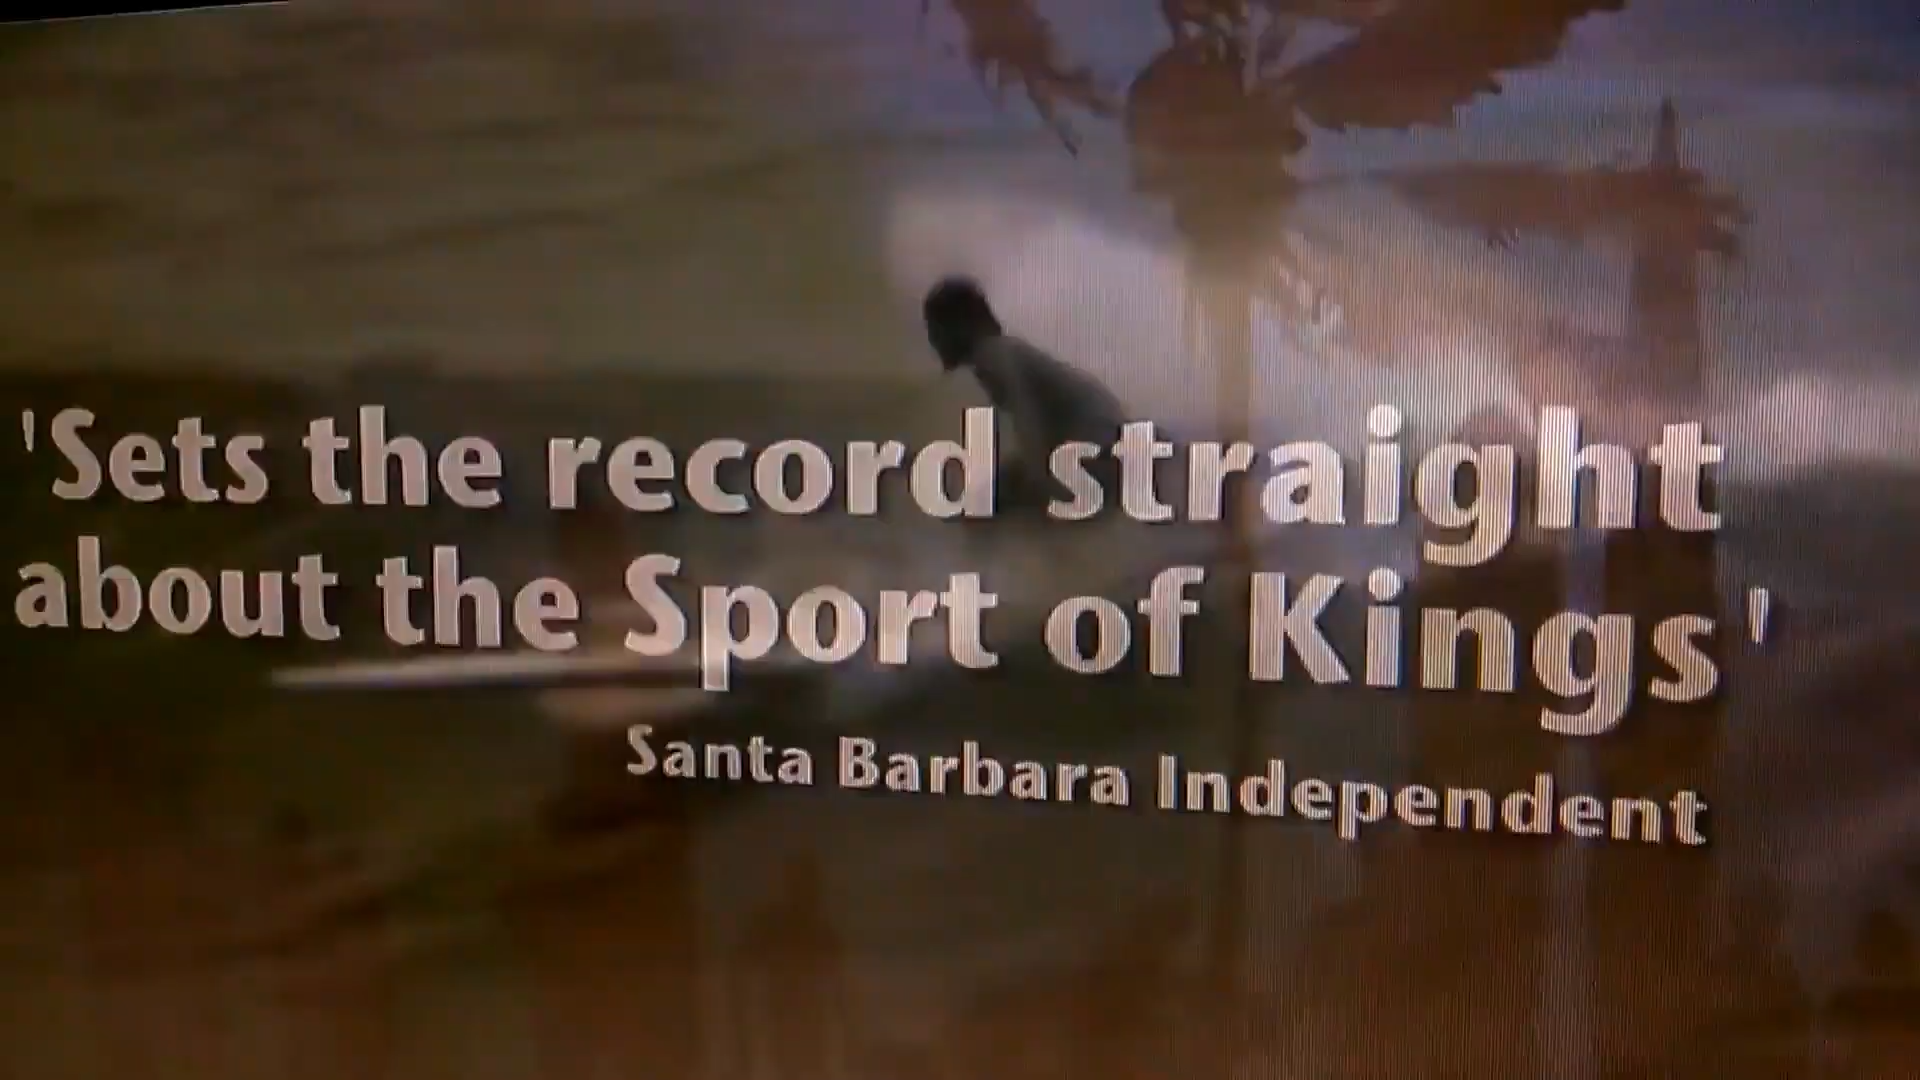 'Sets the record straight
about the Sport of Kings'
Santa Barbara Independent